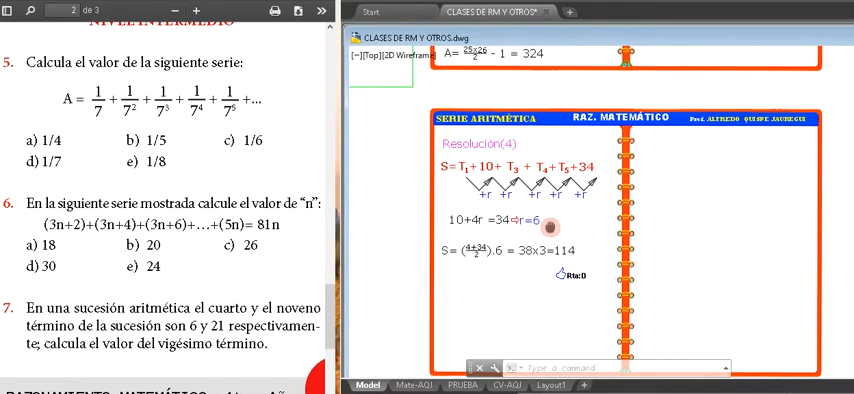 2 de 3
NIVEL INTERMEDIO
5. Calcula el valor de la siguiente serie:
A = 1/7 + 1/7² + 1/7³ + 1/7⁴ + 1/7⁵ +...
a) 1/4 b) 1/5 c) 1/6
d) 1/7 e) 1/8
6. En la siguiente serie mostrada calcule el valor de “n”:
(3n+2)+(3n+4)+(3n+6)+…+(5n)= 81n
a) 18 b) 20 c) 26
d) 30 e) 24
7. En una sucesión aritmética el cuarto y el noveno
término de la sucesión son 6 y 21 respectivamen-
te; calcula el valor del vigésimo término.
Start CLASES DE RM Y OTROS*
CLASES DE RM Y OTROS.dwg
[−][Top][2D Wireframe]
A= 25x26/2 - 1 = 324
SERIE ARITMÉTICA RAZ. MATEMÁTICO Prof. ALFREDO QUISPE JAUREGUI
Resolución(4)
S=T₁+10+ T₃ + T₄+T₅+34
+r +r +r +r +r
10+4r =34⇨r=6
S= (4+34/2).6 = 38x3=114
Rta:D
Type a command
Model Mate-AQJ PRUEBA CV-AQJ Layout1 +